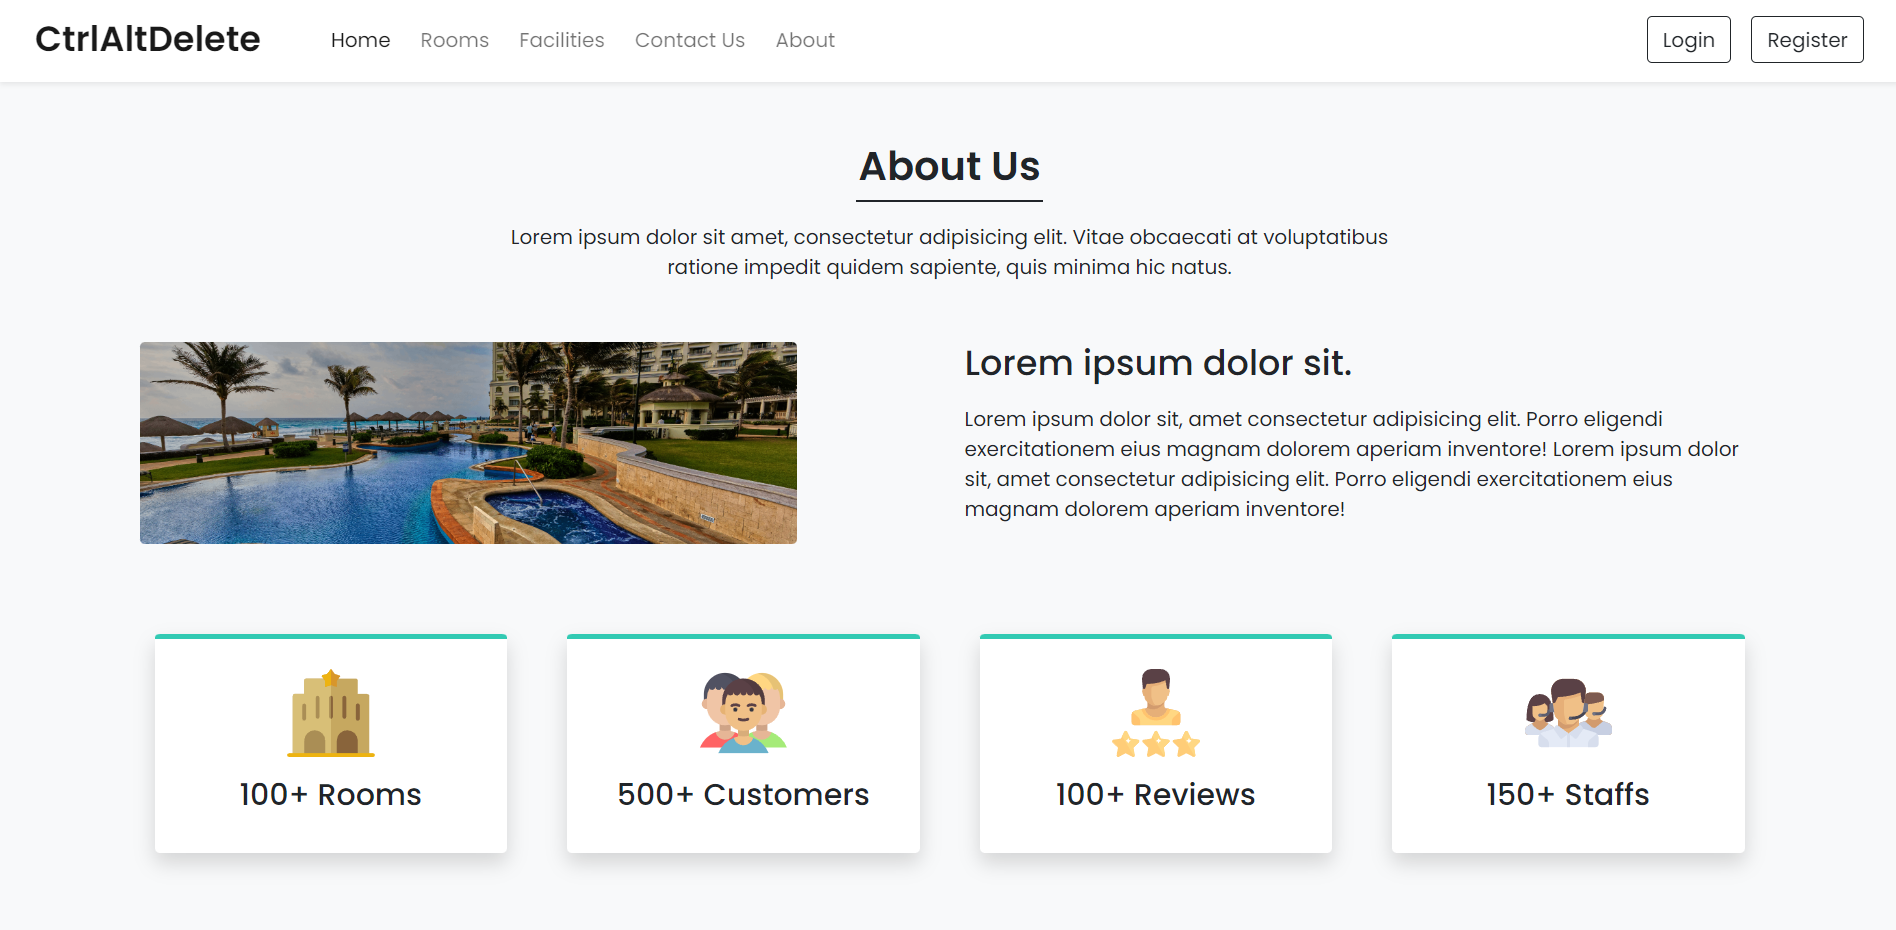 CtrlAltDelete Home Rooms Facilities Contact Us About Login Register
About Us
Lorem ipsum dolor sit amet, consectetur adipisicing elit. Vitae obcaecati at voluptatibus
ratione impedit quidem sapiente, quis minima hic natus.
Lorem ipsum dolor sit.
Lorem ipsum dolor sit, amet consectetur adipisicing elit. Porro eligendi
exercitationem eius magnam dolorem aperiam inventore! Lorem ipsum dolor
sit, amet consectetur adipisicing elit. Porro eligendi exercitationem eius
magnam dolorem aperiam inventore!
100+ Rooms
500+ Customers
100+ Reviews
150+ Staffs